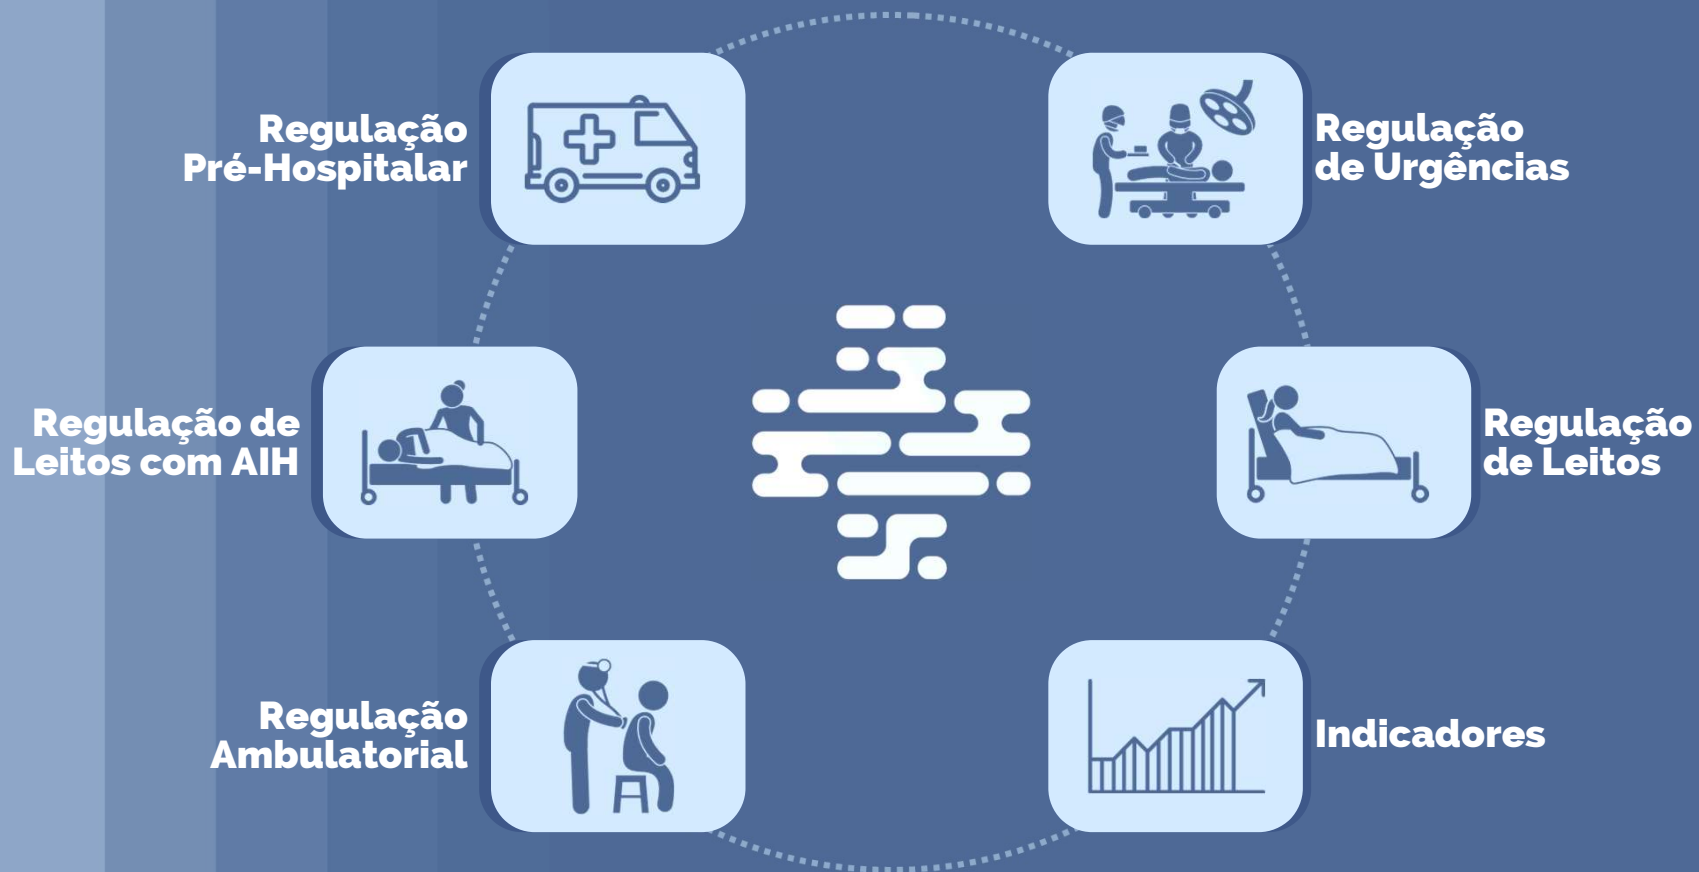 Regulação
Pré-Hospitalar
Regulação
de Urgências
Regulação de
Leitos com AIH
Regulação
de Leitos
Regulação
Ambulatorial
Indicadores